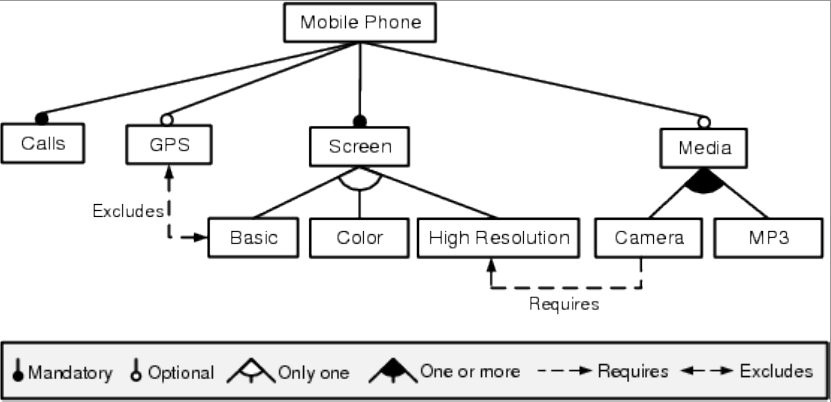 Mobile Phone
Calls
GPS
Screen
Media
Excludes
Basic
Color
High Resolution
Camera
MP3
Requires
Mandatory Optional Only one One or more Requires Excludes